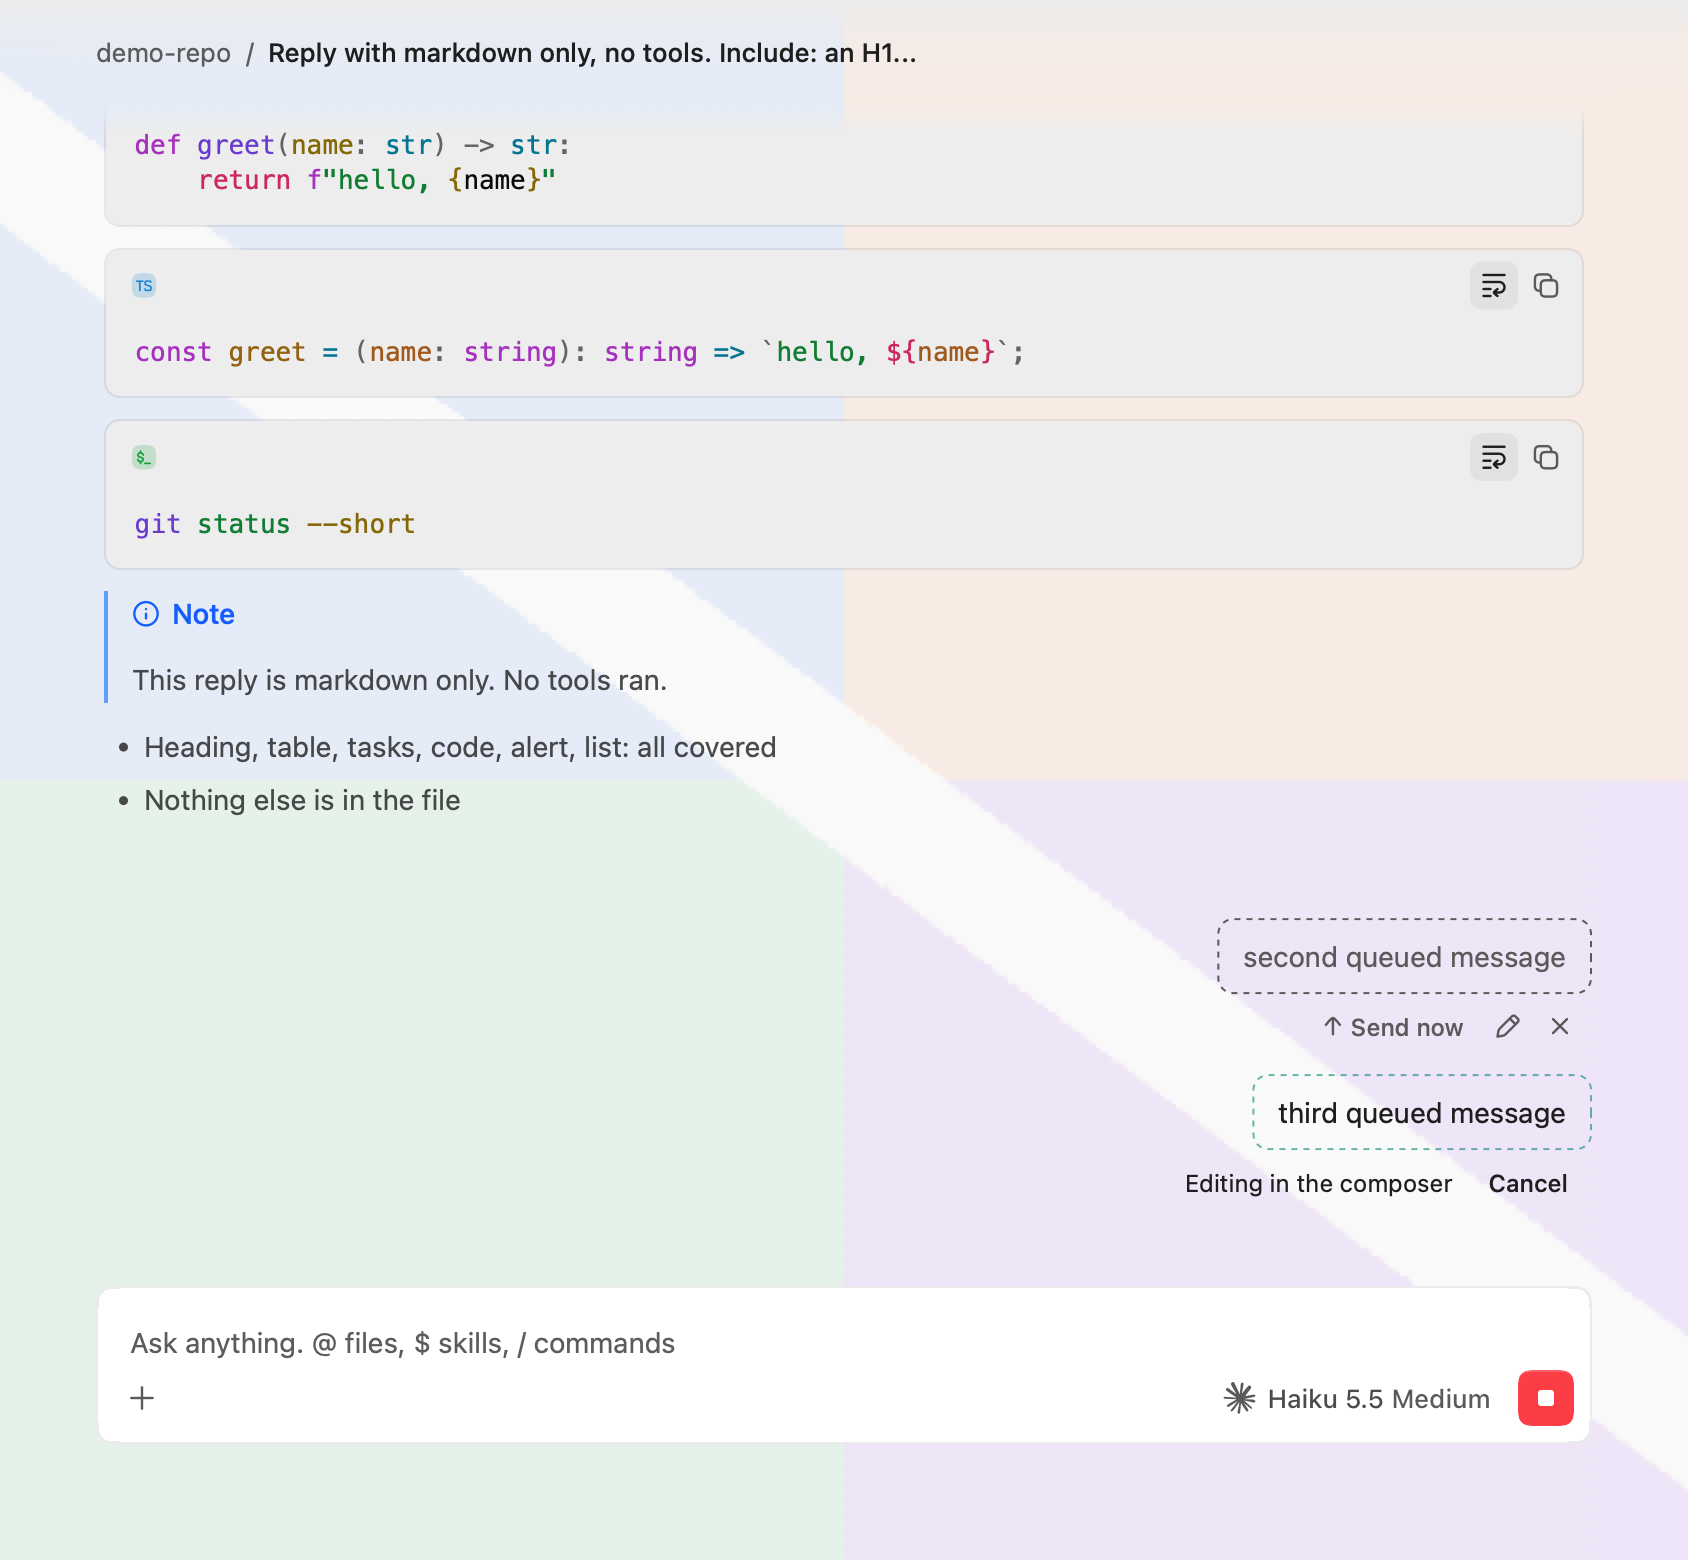 demo-repo / Reply with markdown only, no tools. Include: an H1...
def greet(name: str) -> str:
    return f"hello, {name}"
TS
const greet = (name: string): string => `hello, ${name}`;
$_
git status --short
Note
This reply is markdown only. No tools ran.
• Heading, table, tasks, code, alert, list: all covered
• Nothing else is in the file
second queued message
↑ Send now
third queued message
Editing in the composer Cancel
Ask anything. @ files, $ skills, / commands
Haiku 5.5 Medium